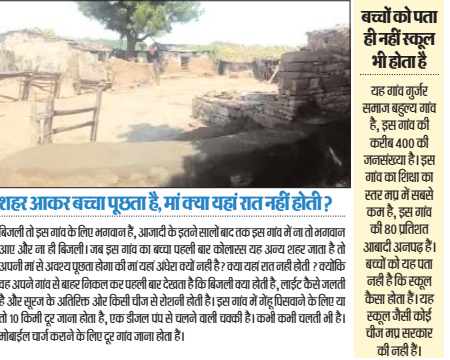 शहर आकर बच्चा पूछता है, मां क्या यहां रात नहीं होती ?
बिजली तो इस गांव के लिए भगवान है, आजादी के इतने सालों बाद तक इस गांव में ना तो भगवान
आए और ना ही बिजली। जब इस गांव का बच्चा पहली बार कोलारस यह अन्य शहर जाता है तो
अपनी मां से अवश्य पूछता होगा की मां यहां अंधेरा क्यों नही है? क्या यहां रात नही होती ? क्योंकि
वह अपने गांव से बाहर निकल कर पहली बार देखता है कि बिजली क्या होती है, लाईट कैसे जलती
है और सूरज के अतिरिक्त ओर किसी चीज से रोशनी होती है। इस गांव में गेंहू पिसवाने के लिए या
तो 10 किमी दूर जाना होता है, एक डीजल पंप से चलने वाली चक्की है। कभी कभी चलती भी है।
मोबाईल चार्ज कराने के लिए दूर गांव जाना होता हैं।
बच्चों को पता
ही नहीं स्कूल
भी होता है
यह गांव गुर्जर
समाज बहुल्य गांव
है, इस गांव की
करीब 400 की
जनसंख्या है। इस
गांव का शिक्षा का
स्तर मप्र में सबसे
कम है, इस गांव
की 80 प्रतिशत
आबादी अनपढ़ हैं।
बच्चों को यह पता
नही है कि स्कूल
कैसा होता हैं। यह
स्कूल जैसी कोई
चीज मप्र सरकार
की नही हैं।